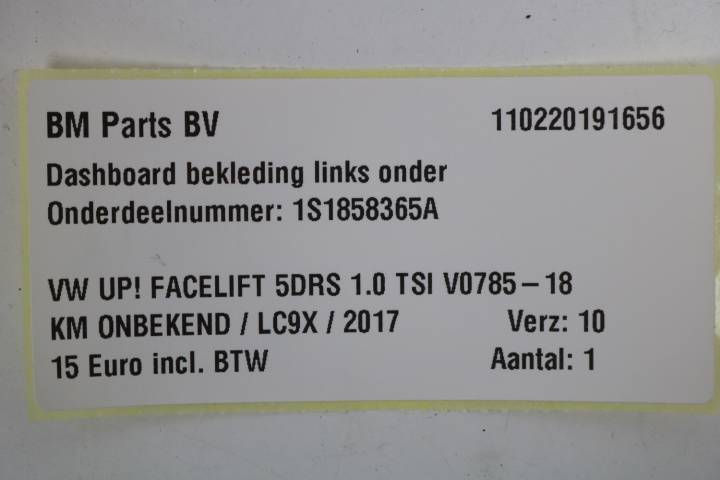 BM Parts BV 110220191656
Dashboard bekleding links onder
Onderdeelnummer: 1S1858365A
VW UP! FACELIFT 5DRS 1.0 TSI V0785-18
KM ONBEKEND / LC9X / 2017 Verz: 10
15 Euro incl. BTW Aantal: 1